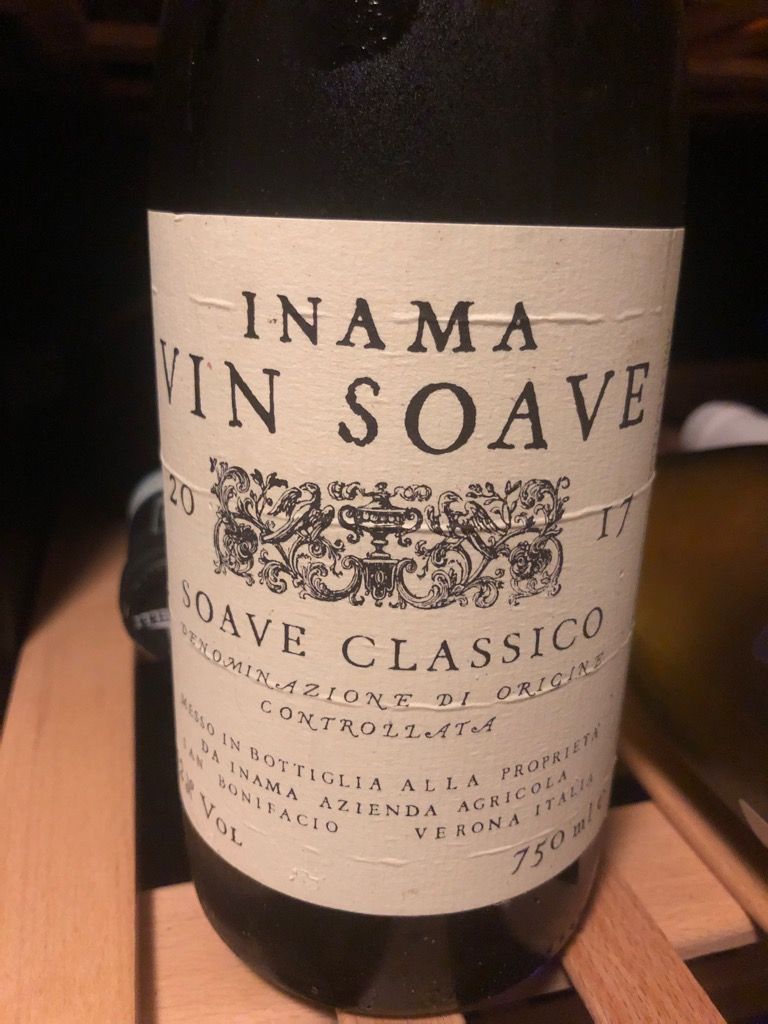 INAMA
VIN SOAVE
20 17
SOAVE CLASSICO
DENOMINAZIONE DI ORIGINE
CONTROLLATA
MESSO IN BOTTIGLIA ALLA PROPRIETA'
DA INAMA AZIENDA AGRICOLA
SAN BONIFACIO VERONA ITALIA
VOL 750 ml